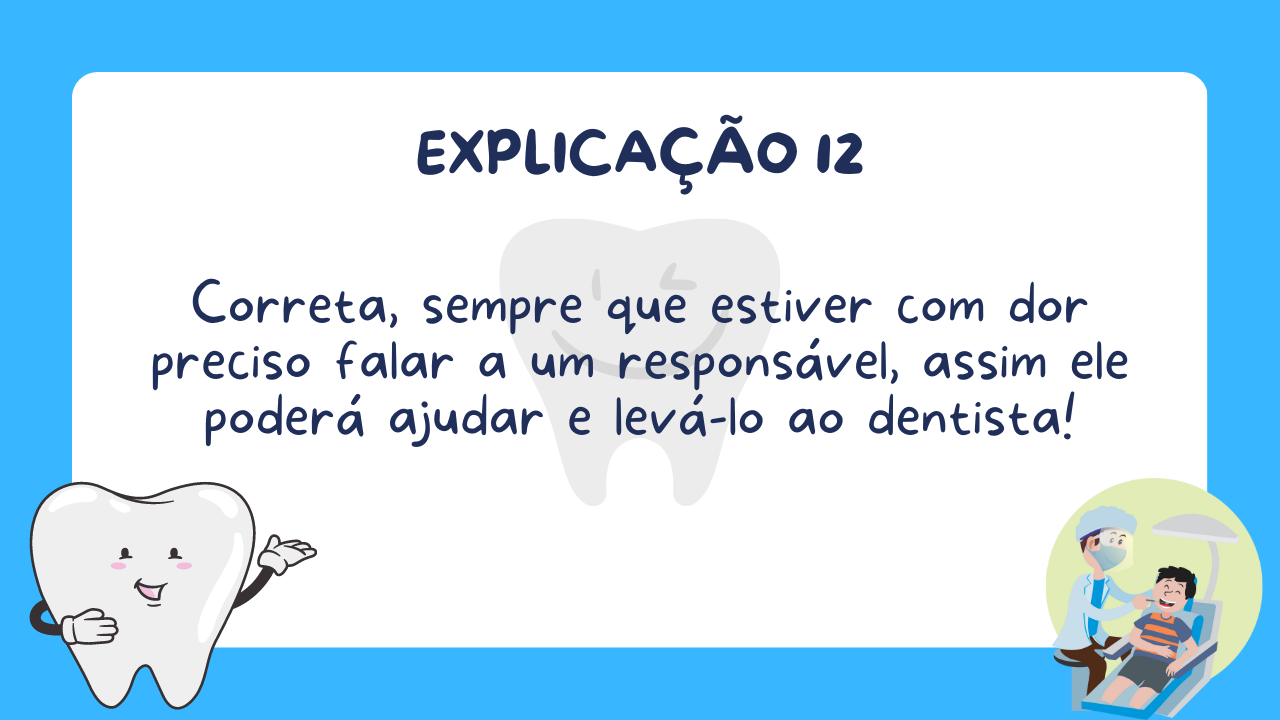 EXPLICAÇÃO 12
Correta, sempre que estiver com dor
preciso falar a um responsável, assim ele
poderá ajudar e levá-lo ao dentista!